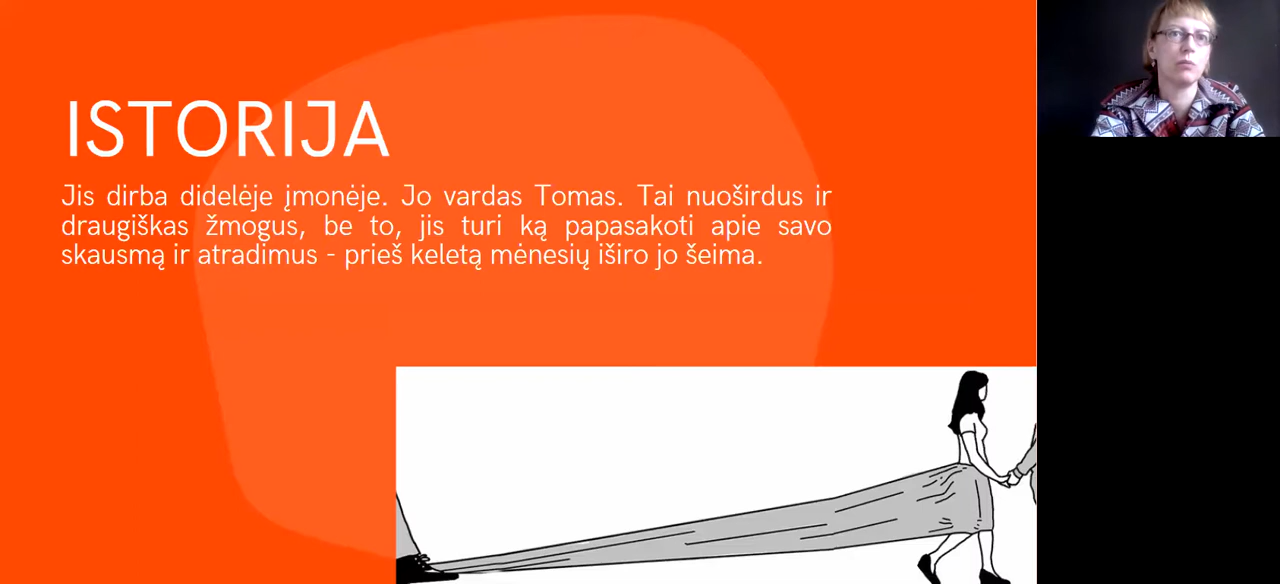 ISTORIJA
Jis dirba didelėje įmonėje. Jo vardas Tomas. Tai nuoširdus ir
draugiškas žmogus, be to, jis turi ką papasakoti apie savo
skausmą ir atradimus - prieš keletą mėnesių iširo jo šeima.